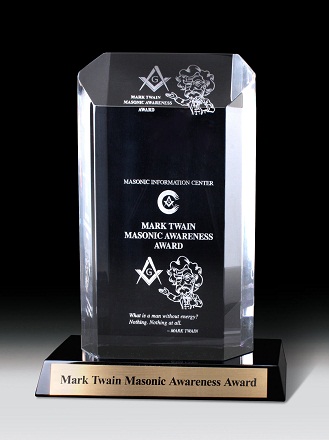 G
MARK TWAIN
MASONIC AWARENESS
AWARD
MASONIC INFORMATION CENTER
MARK TWAIN
MASONIC AWARENESS
AWARD
G
What is a man without energy?
Nothing. Nothing at all.
– MARK TWAIN
Mark Twain Masonic Awareness Award